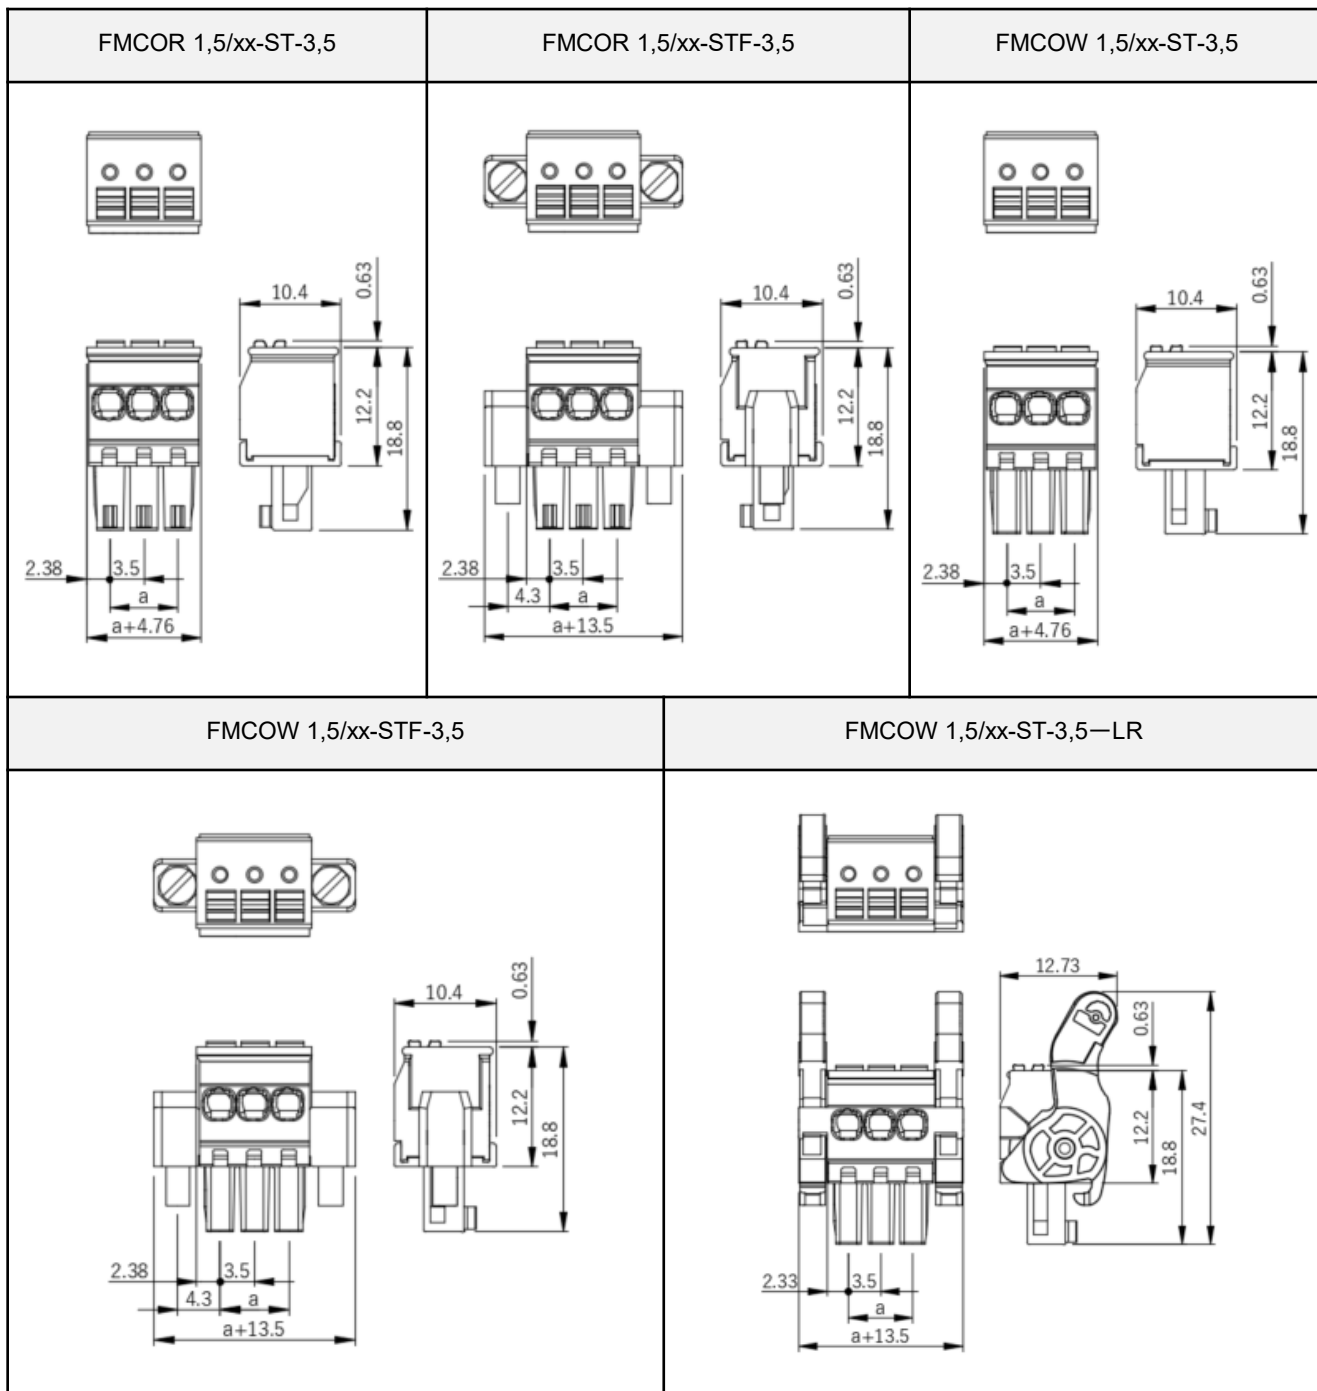 FMCOR 1,5/xx-ST-3,5
FMCOR 1,5/xx-STF-3,5
FMCOW 1,5/xx-ST-3,5
10.4
0.63
12.2
18.8
2.38
3.5
a
a+4.76
10.4
0.63
12.2
18.8
2.38
3.5
4.3
a
a+13.5
10.4
0.63
12.2
18.8
2.38
3.5
a
a+4.76
FMCOW 1,5/xx-STF-3,5
FMCOW 1,5/xx-ST-3,5—LR
10.4
0.63
12.2
18.8
2.38
3.5
4.3
a
a+13.5
12.73
0.63
12.2
18.8
27.4
2.33
3.5
a
a+13.5